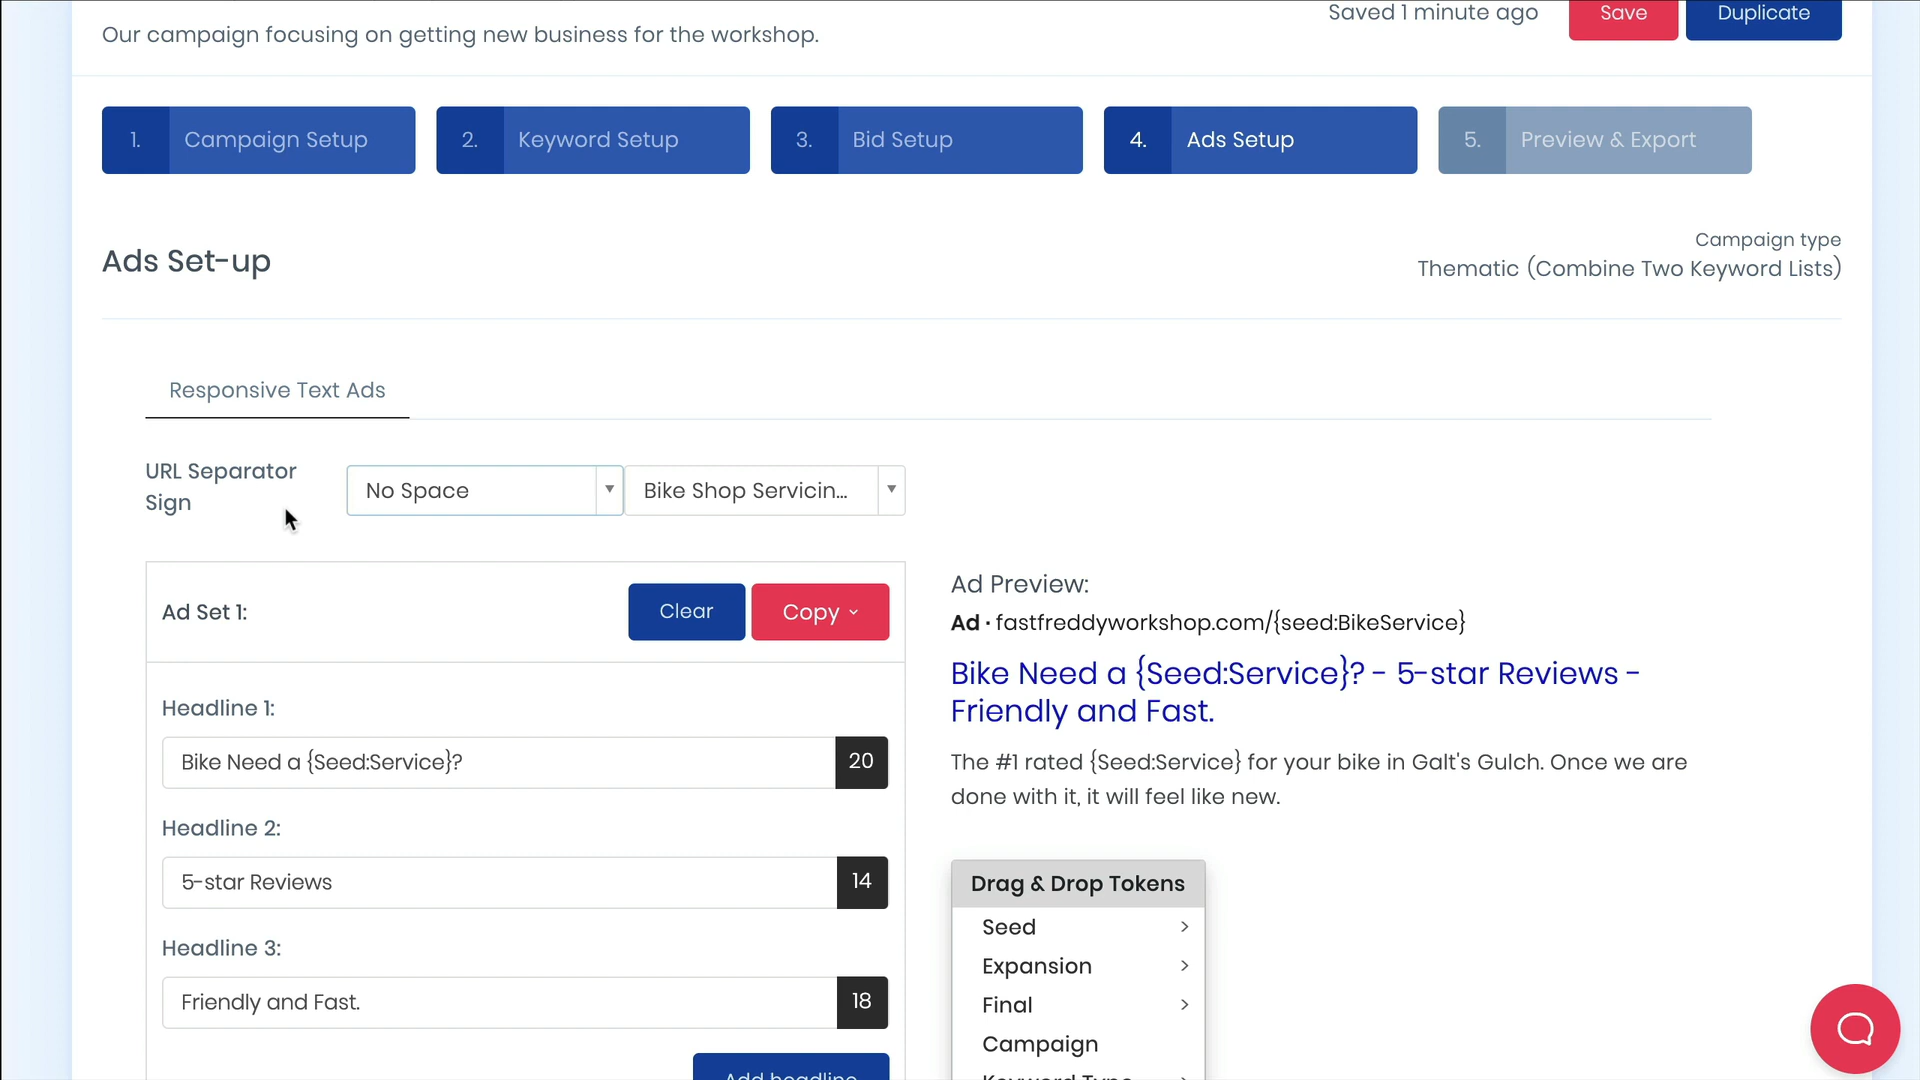 Saved 1 minute ago
Save
Duplicate
Our campaign focusing on getting new business for the workshop.
1. Campaign Setup
2. Keyword Setup
3. Bid Setup
4. Ads Setup
5. Preview & Export
Ads Set-up
Campaign type
Thematic (Combine Two Keyword Lists)
Responsive Text Ads
URL Separator
Sign
No Space
Bike Shop Servicin...
Ad Set 1:
Clear
Copy
Headline 1:
Bike Need a {Seed:Service}?
20
Headline 2:
5-star Reviews
14
Headline 3:
Friendly and Fast.
18
Add headline
Ad Preview:
Ad · fastfreddyworkshop.com/{seed:BikeService}
Bike Need a {Seed:Service}? - 5-star Reviews -
Friendly and Fast.
The #1 rated {Seed:Service} for your bike in Galt's Gulch. Once we are
done with it, it will feel like new.
Drag & Drop Tokens
Seed
Expansion
Final
Campaign
Keyword Type